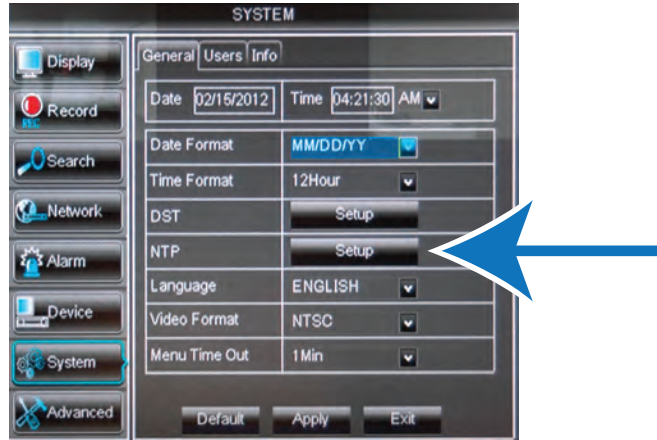 SYSTEM
Display
Record
REC
Search
Network
Alarm
Device
System
Advanced
General Users Info
Date 02/15/2012 Time 04:21:30 AM
Date Format MM/DD/YY
Time Format 12Hour
DST Setup
NTP Setup
Language ENGLISH
Video Format NTSC
Menu Time Out 1Min
Default Apply Exit